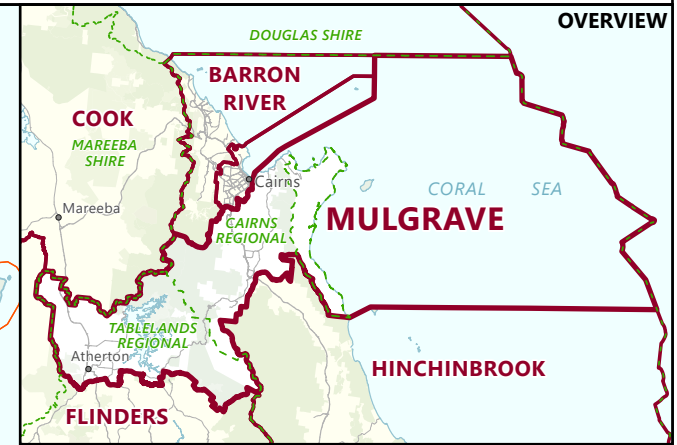 OVERVIEW
DOUGLAS SHIRE
BARRON
RIVER
COOK
MAREEBA
SHIRE
Cairns
CORAL SEA
Mareeba
MULGRAVE
CAIRNS
REGIONAL
TABLELANDS
REGIONAL
Atherton
HINCHINBROOK
FLINDERS